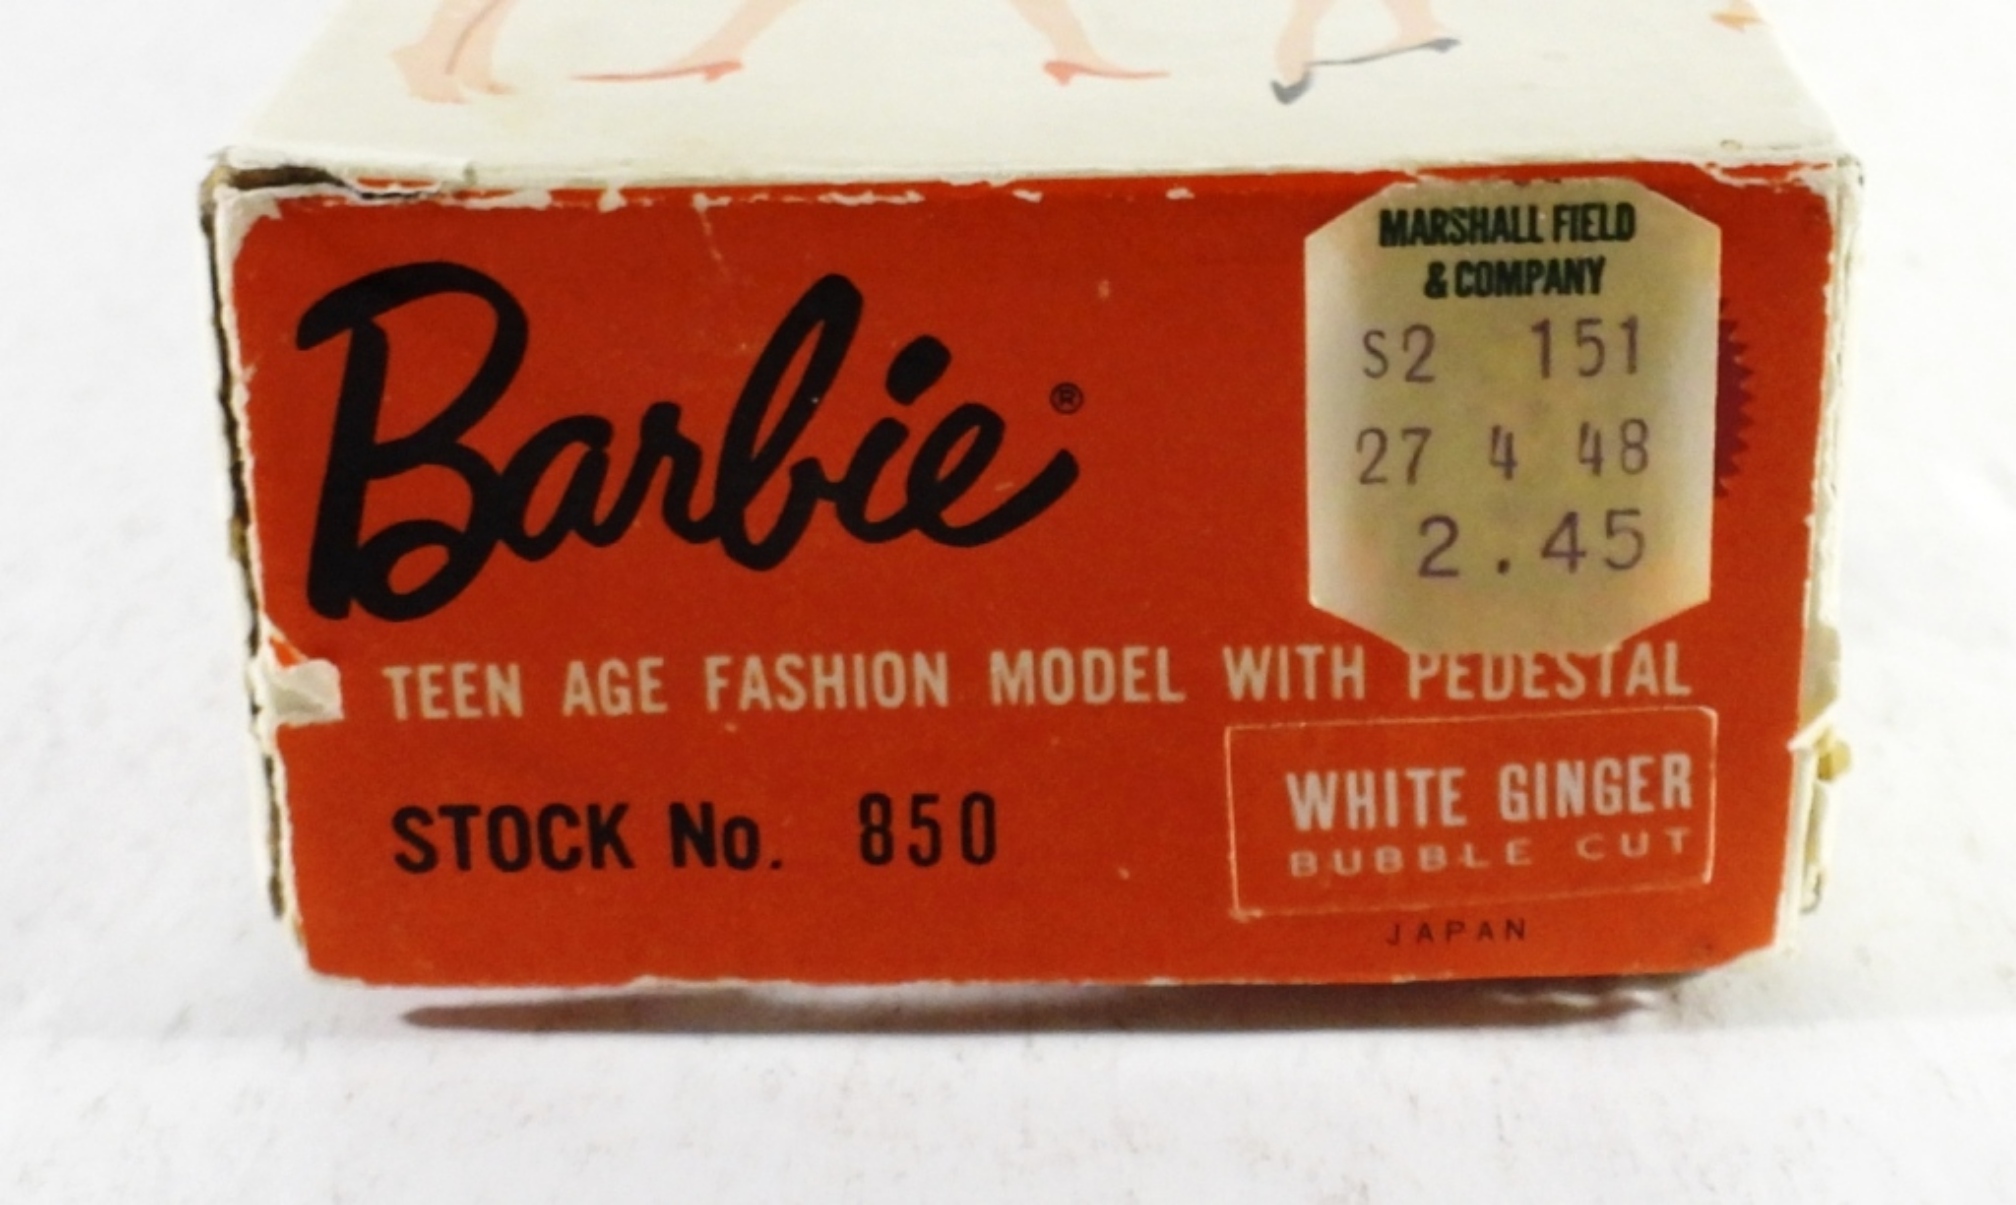 Barbie®
MARSHALL FIELD
& COMPANY
S2 151
27 4 48
2.45
TEEN AGE FASHION MODEL WITH PEDESTAL
STOCK No. 850
WHITE GINGER
BUBBLE CUT
JAPAN